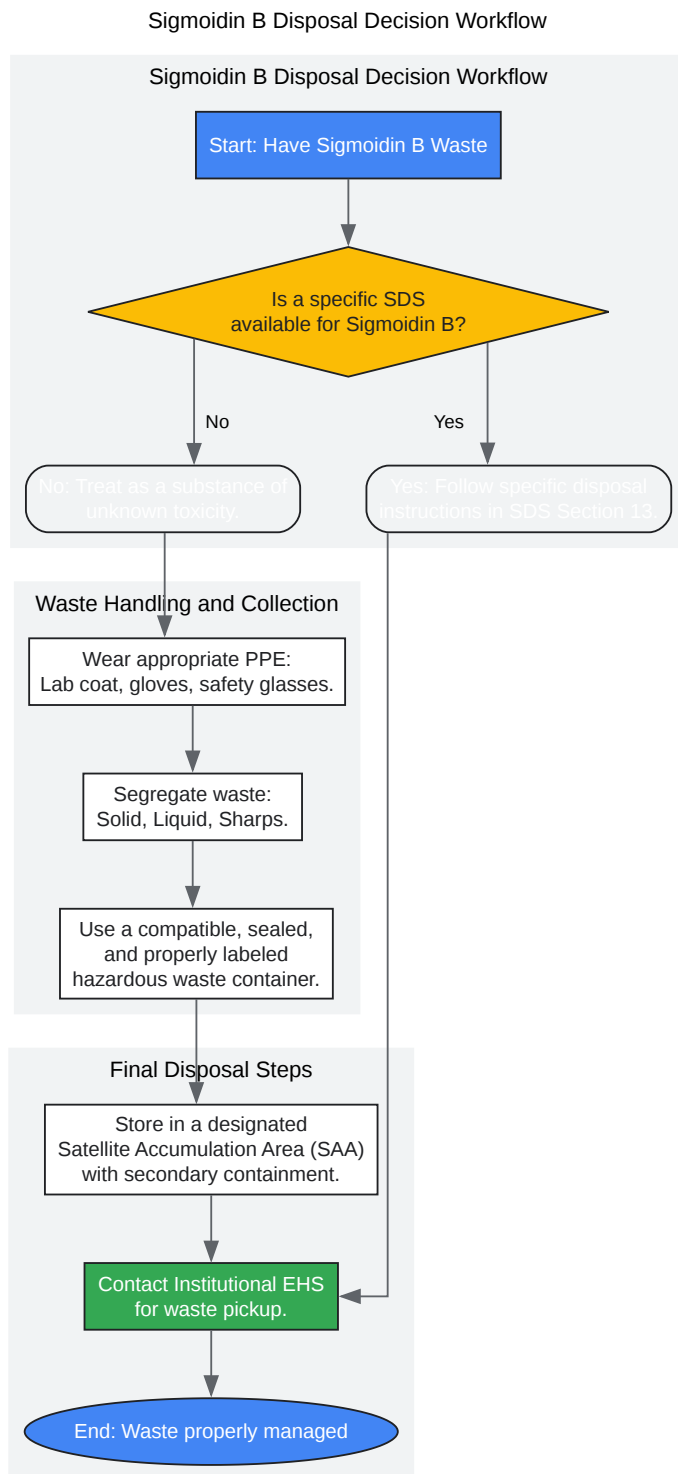 Sigmoidin B Disposal Decision Workflow
Sigmoidin B Disposal Decision Workflow
Start: Have Sigmoidin B Waste
Is a specific SDS
available for Sigmoidin B?
No
Yes
No: Treat as a substance of
unknown toxicity.
Yes: Follow specific disposal
instructions in SDS Section 13.
Waste Handling and Collection
Wear appropriate PPE:
Lab coat, gloves, safety glasses.
Segregate waste:
Solid, Liquid, Sharps.
Use a compatible, sealed,
and properly labeled
hazardous waste container.
Final Disposal Steps
Store in a designated
Satellite Accumulation Area (SAA)
with secondary containment.
Contact Institutional EHS
for waste pickup.
End: Waste properly managed